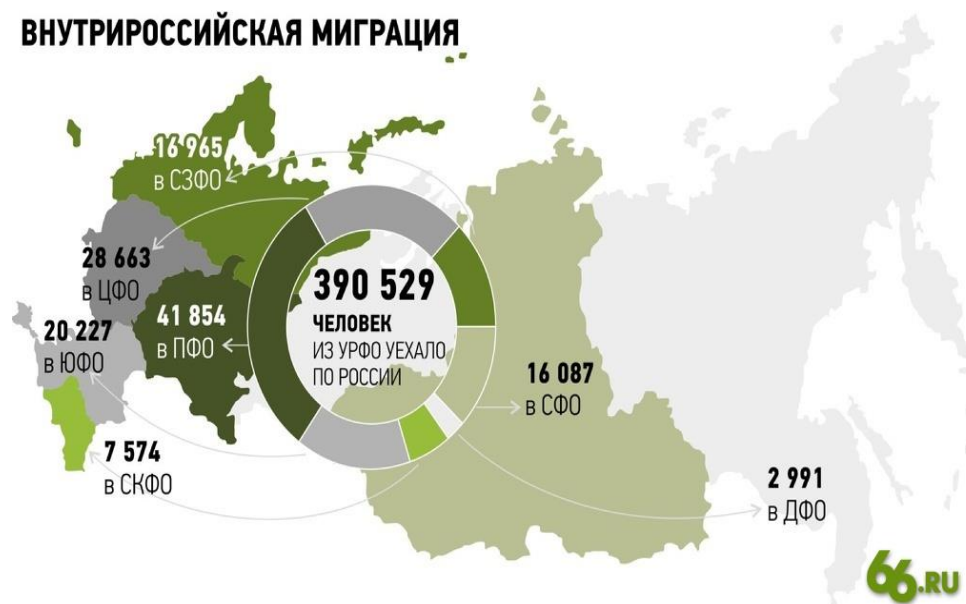 ВНУТРИРОССИЙСКАЯ МИГРАЦИЯ
16 965
в СЗФО
28 663
в ЦФО
41 854
в ПФО
20 227
в ЮФО
7 574
в СКФО
390 529
ЧЕЛОВЕК
ИЗ УРФО УЕХАЛО
ПО РОССИИ
16 087
в СФО
2 991
в ДФО
66.RU